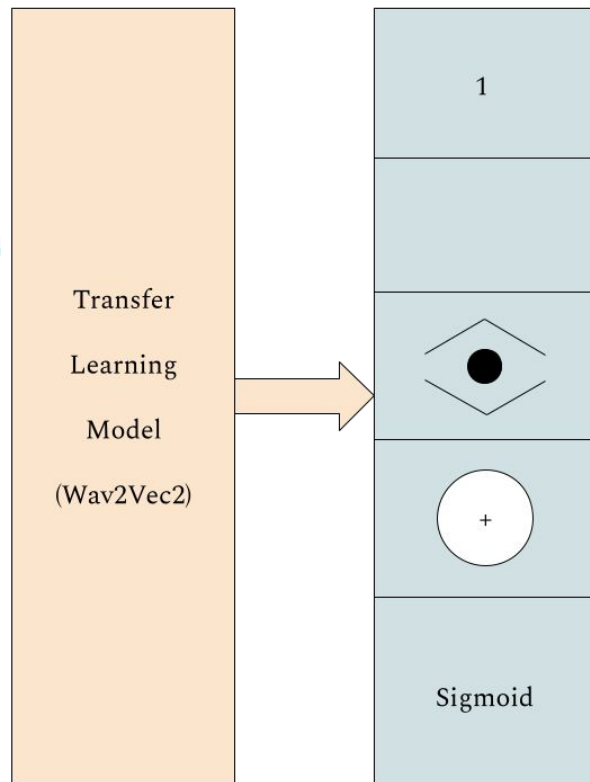 Transfer
Learning
Model
(Wav2Vec2)
1
+
Sigmoid